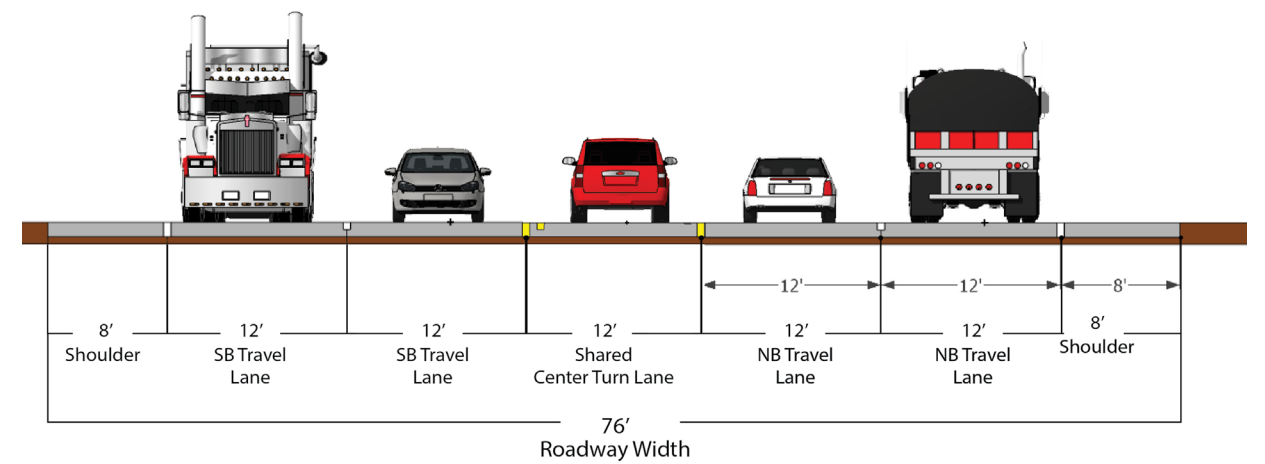 12' 12' 8'
8’ 12’ 12’ 12’ 12’ 12’ 8’
Shoulder SB Travel SB Travel Shared NB Travel NB Travel Shoulder
Lane Lane Center Turn Lane Lane Lane
76’
Roadway Width